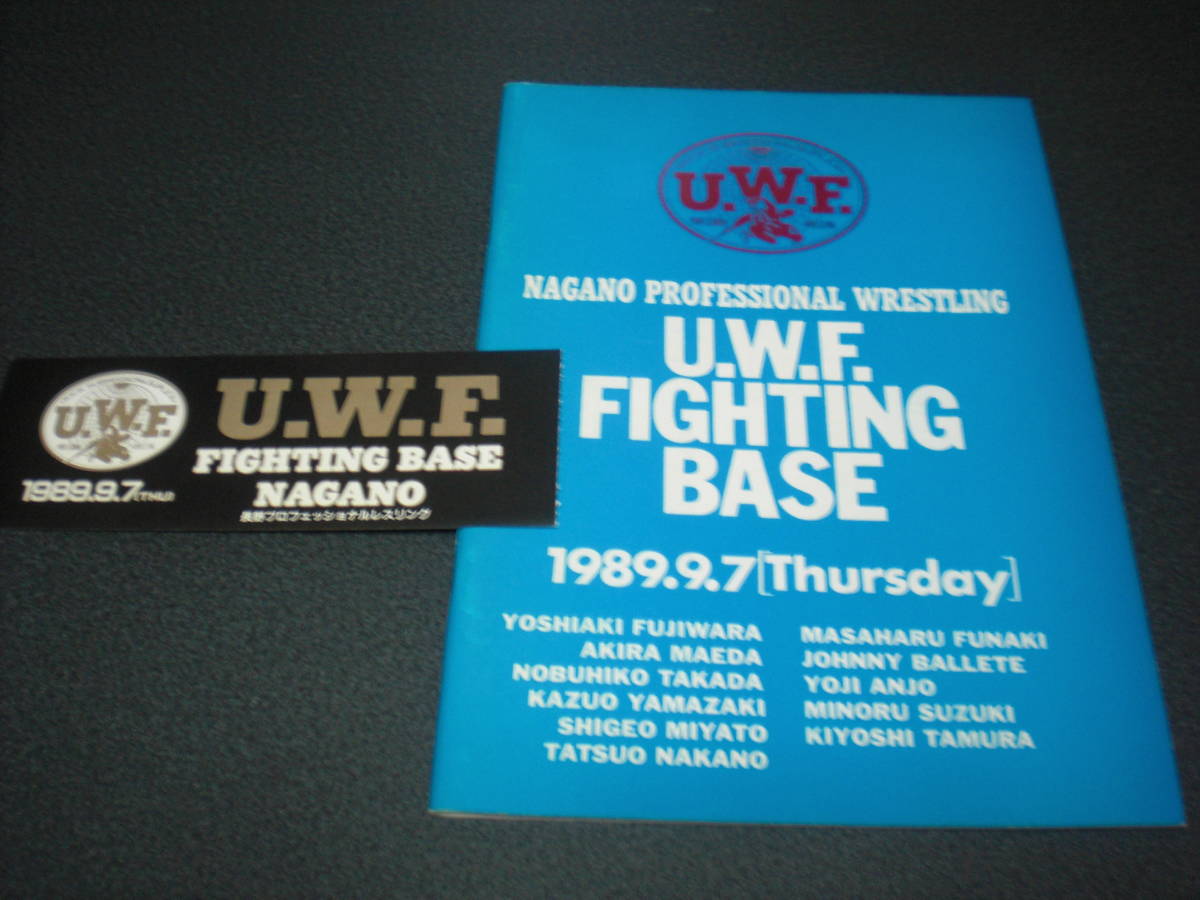 U.W.F.
U.W.F.
FIGHTING BASE
NAGANO
1989.9.7(THU)
長野プロフェッショナルレスリング
U.W.F.
NAGANO PROFESSIONAL WRESTLING
U.W.F.
FIGHTING
BASE
1989.9.7[Thursday]
YOSHIAKI FUJIWARA
AKIRA MAEDA
NOBUHIKO TAKADA
KAZUO YAMAZAKI
SHIGEO MIYATO
TATSUO NAKANO
MASAHARU FUNAKI
JOHNNY BALLETE
YOJI ANJO
MINORU SUZUKI
KIYOSHI TAMURA